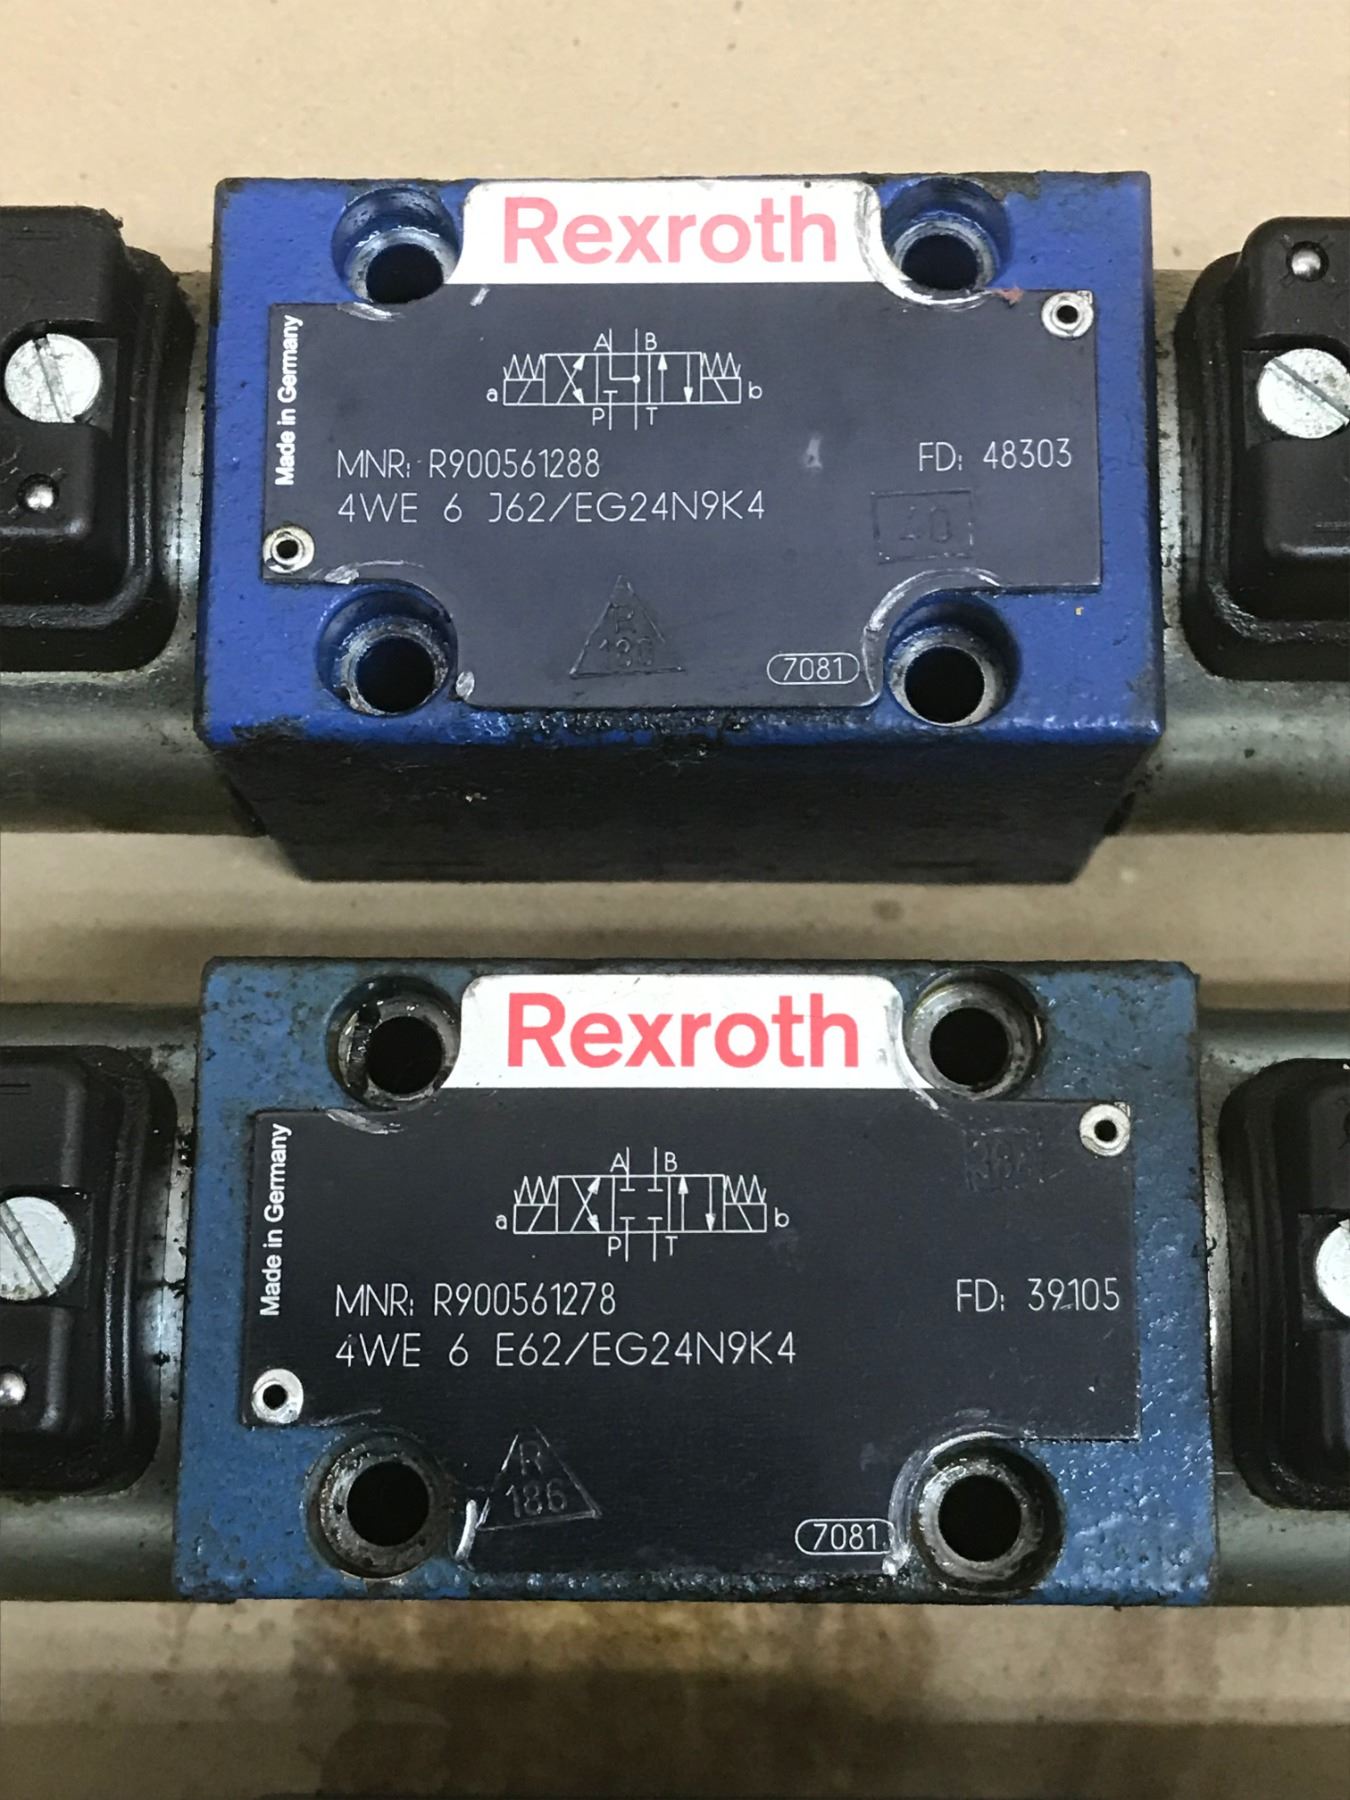 Rexroth
Made in Germany
A B
a b
P T
MNR: R900561288 FD: 48303
4WE 6 J62/EG24N9K4
R
7081
Rexroth
Made in Germany
A B
a b
P T
MNR: R900561278 FD: 39105
4WE 6 E62/EG24N9K4
R
186
7081